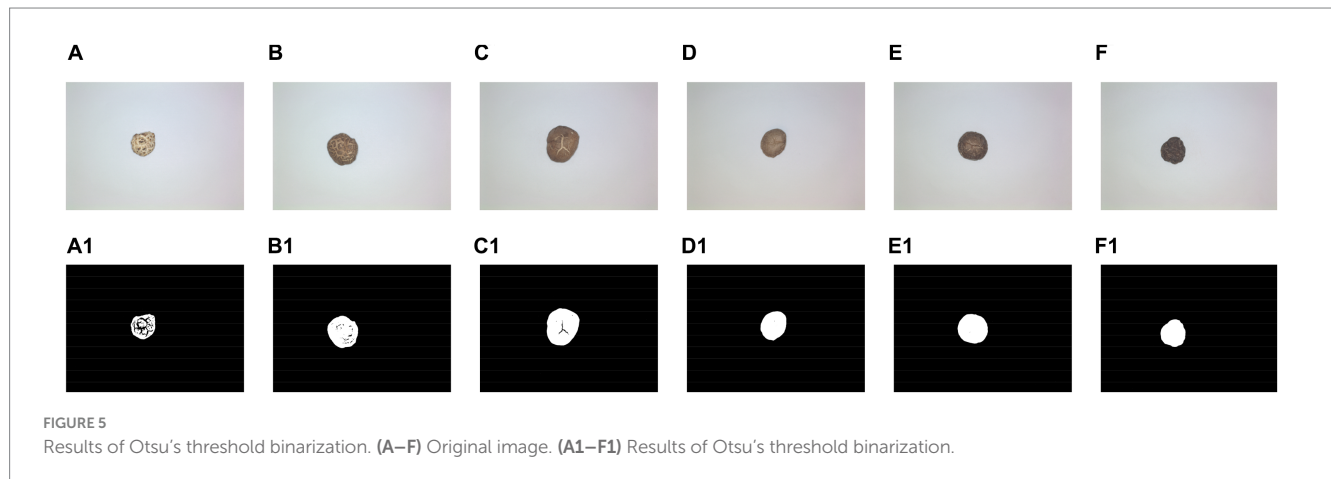 A B C D E F
A1 B1 C1 D1 E1 F1
FIGURE 5
Results of Otsu’s threshold binarization. (A–F) Original image. (A1–F1) Results of Otsu’s threshold binarization.